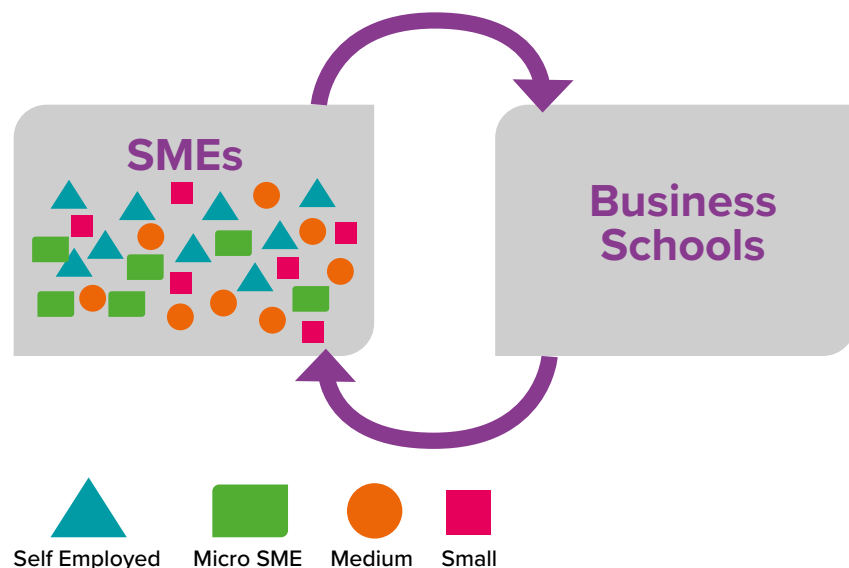 SMEs
Business
Schools
Self Employed
Micro SME
Medium
Small